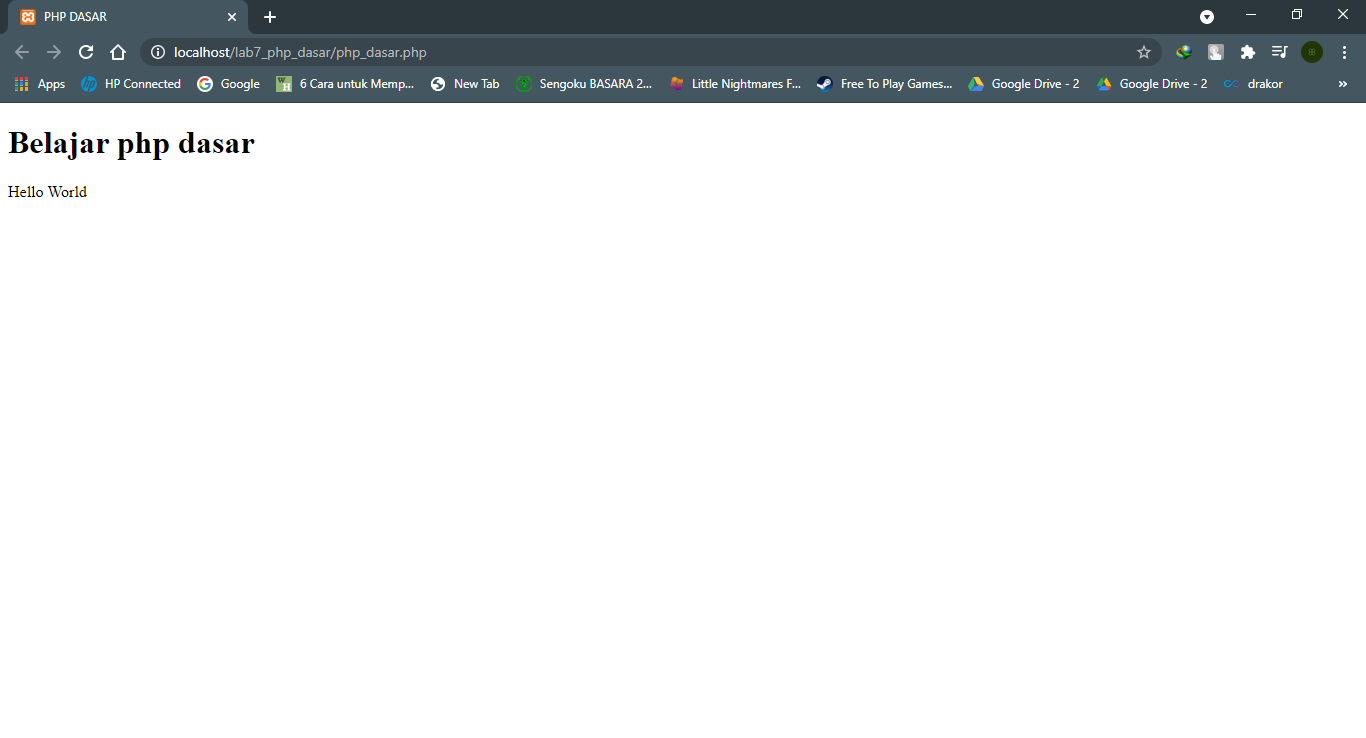 PHP DASAR
localhost/lab7_php_dasar/php_dasar.php
Apps HP Connected Google 6 Cara untuk Memp... New Tab Sengoku BASARA 2... Little Nightmares F... Free To Play Games... Google Drive - 2 Google Drive - 2 drakor »
Belajar php dasar
Hello World